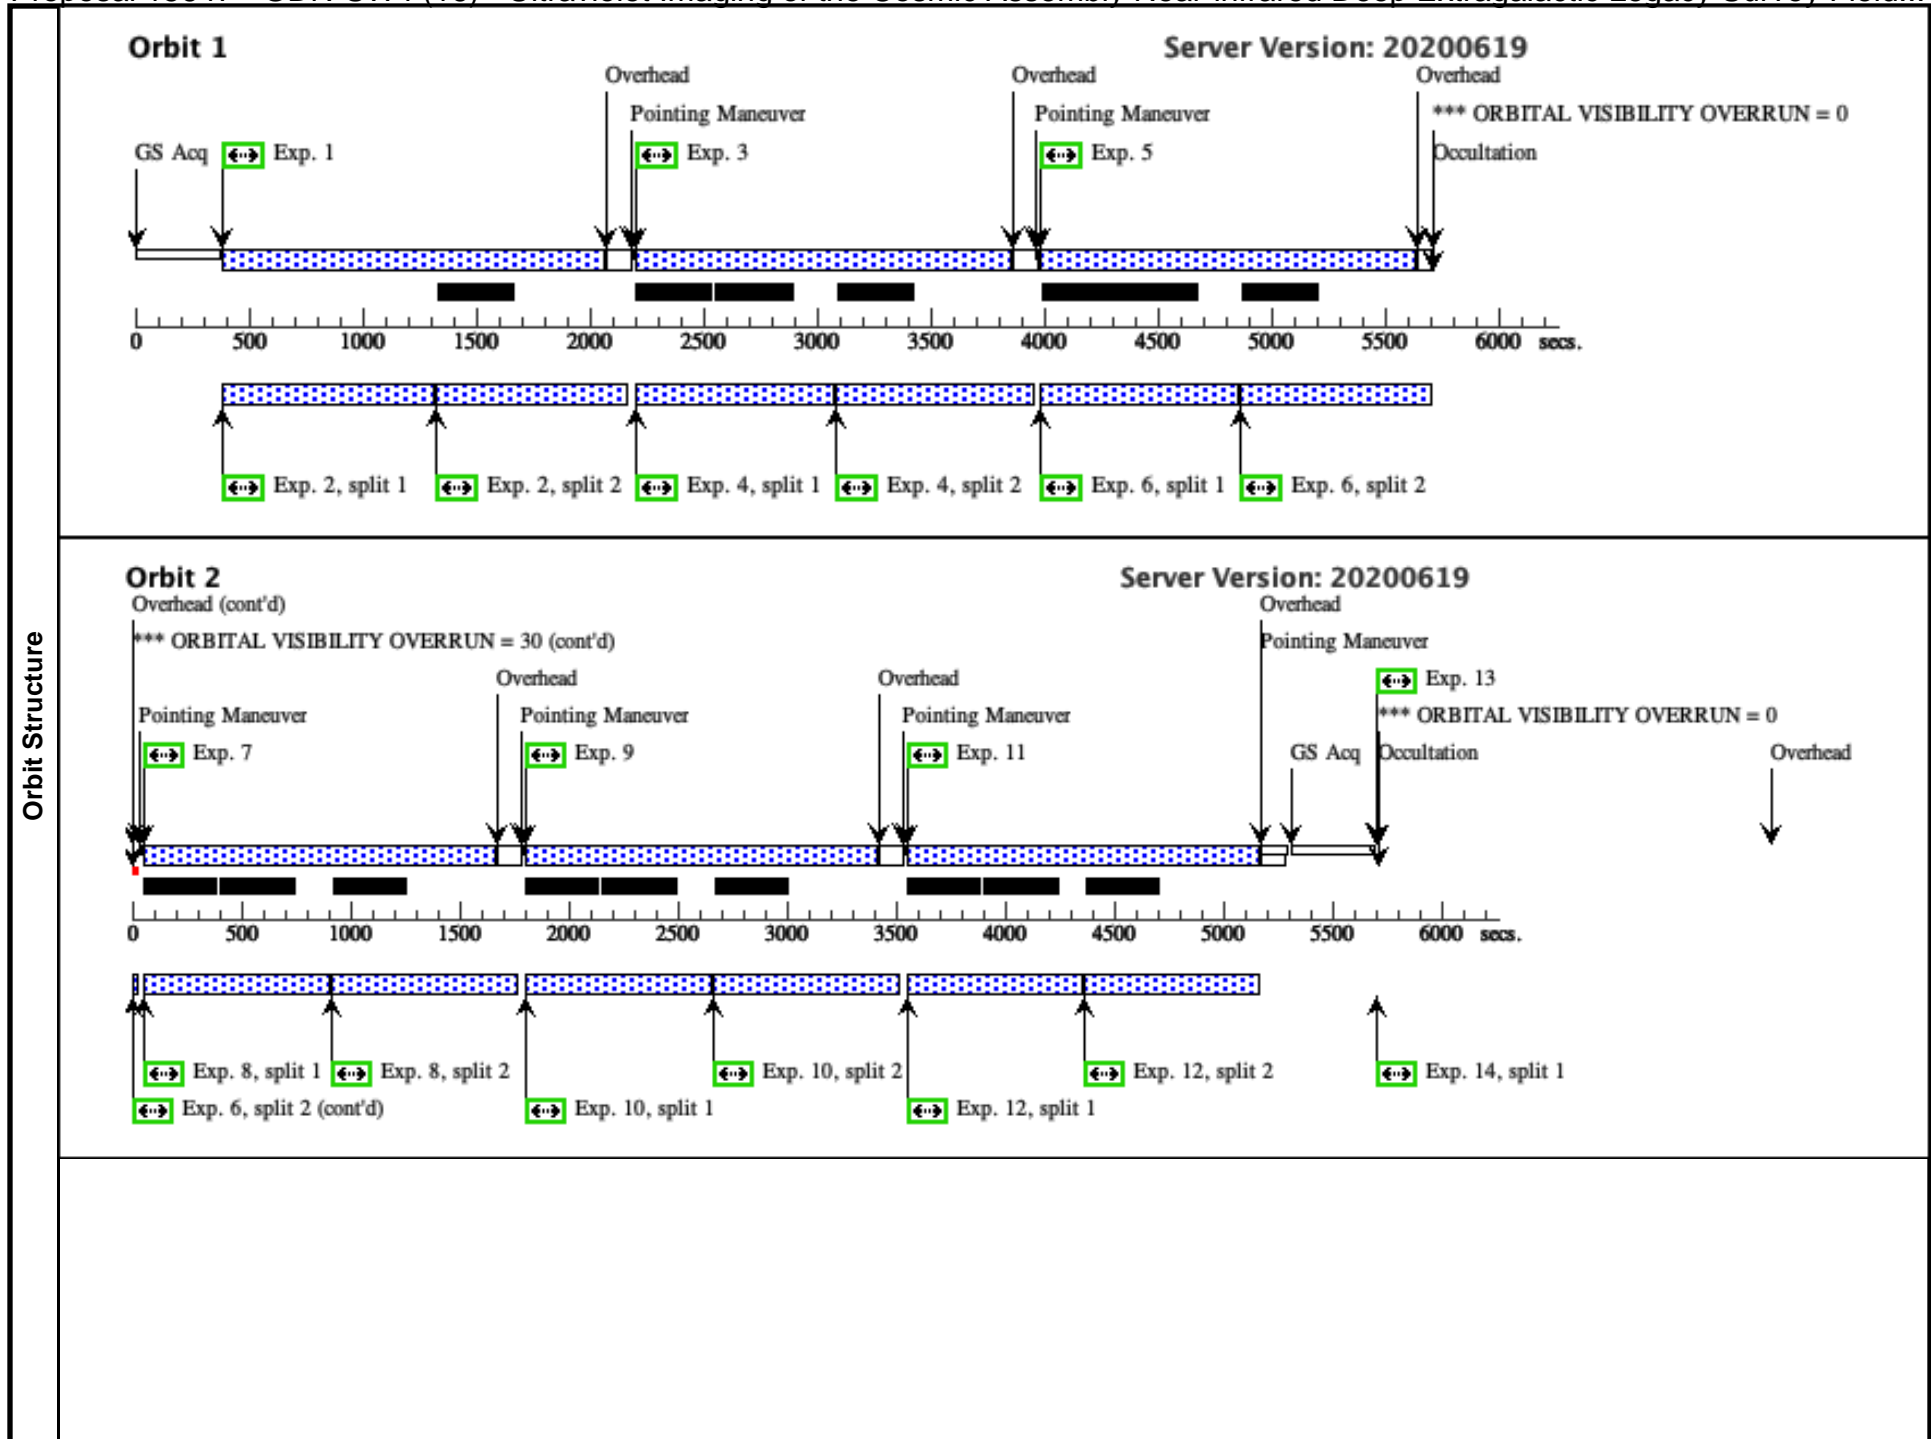 Orbit Structure
Orbit 1
Server Version: 20200619
Overhead
Overhead
Overhead
Pointing Maneuver
Pointing Maneuver
*** ORBITAL VISIBILITY OVERRUN = 0
GS Acq
Exp. 1
Exp. 3
Exp. 5
Occultation
0 500 1000 1500 2000 2500 3000 3500 4000 5000 5500 6000 secs.
Exp. 2, split 1
Exp. 2, split 2
Exp. 4, split 1
Exp. 4, split 2
Exp. 6, split 1
Exp. 6, split 2
Orbit 2
Server Version: 20200619
Overhead (cont'd)
Overhead
*** ORBITAL VISIBILITY OVERRUN = 30 (cont'd)
Pointing Maneuver
Overhead
Overhead
Exp. 13
Pointing Maneuver
Pointing Maneuver
Pointing Maneuver
*** ORBITAL VISIBILITY OVERRUN = 0
Exp. 7
Exp. 9
Exp. 11
GS Acq
Occultation
Overhead
0 500 1000 1500 2000 2500 3000 3500 4000 4500 5000 5500 6000 secs.
Exp. 8, split 1
Exp. 8, split 2
Exp. 10, split 2
Exp. 12, split 2
Exp. 14, split 1
Exp. 6, split 2 (cont'd)
Exp. 10, split 1
Exp. 12, split 1